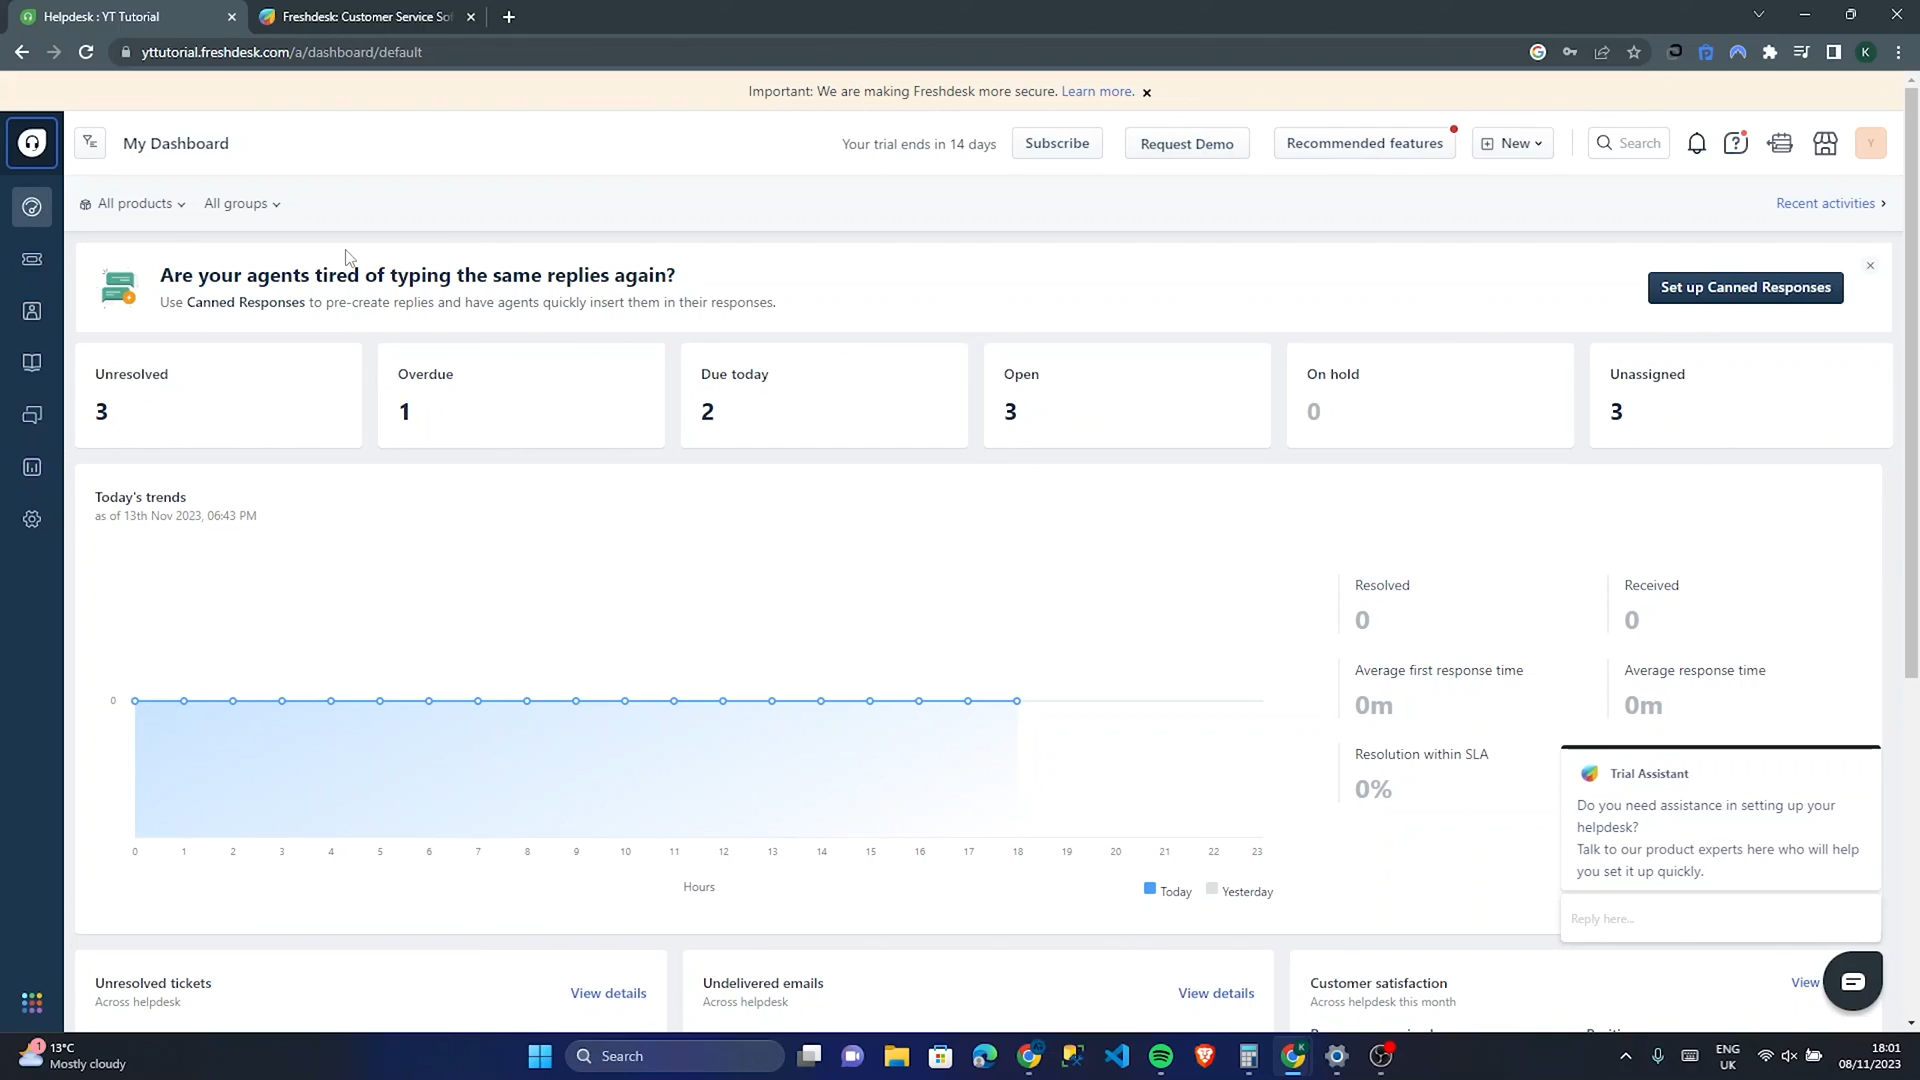 Helpdesk : YT Tutorial
Freshdesk: Customer Service Sof
yttutorial.freshdesk.com/a/dashboard/default
K
Important: We are making Freshdesk more secure. Learn more.
My Dashboard
Your trial ends in 14 days
Subscribe
Request Demo
Recommended features
New
Search
Y
All products
All groups
Recent activities
Are your agents tired of typing the same replies again?
Use Canned Responses to pre-create replies and have agents quickly insert them in their responses.
Set up Canned Responses
Unresolved
3
Overdue
1
Due today
2
Open
3
On hold
0
Unassigned
3
Today's trends
as of 13th Nov 2023, 06:43 PM
Resolved
0
Received
0
Average first response time
0m
Average response time
0m
Resolution within SLA
0%
0
0 1 2 3 4 5 6 7 8 9 10 11 12 13 14 15 16 17 18 19 20 21 22 23
Hours
Today
Yesterday
Trial Assistant
Do you need assistance in setting up your
helpdesk?
Talk to our product experts here who will help
you set it up quickly.
Reply here...
Unresolved tickets
Across helpdesk
View details
Undelivered emails
Across helpdesk
View details
Customer satisfaction
Across helpdesk this month
View
1
13°C
Mostly cloudy
Search
K
ENG
UK
18:01
08/11/2023